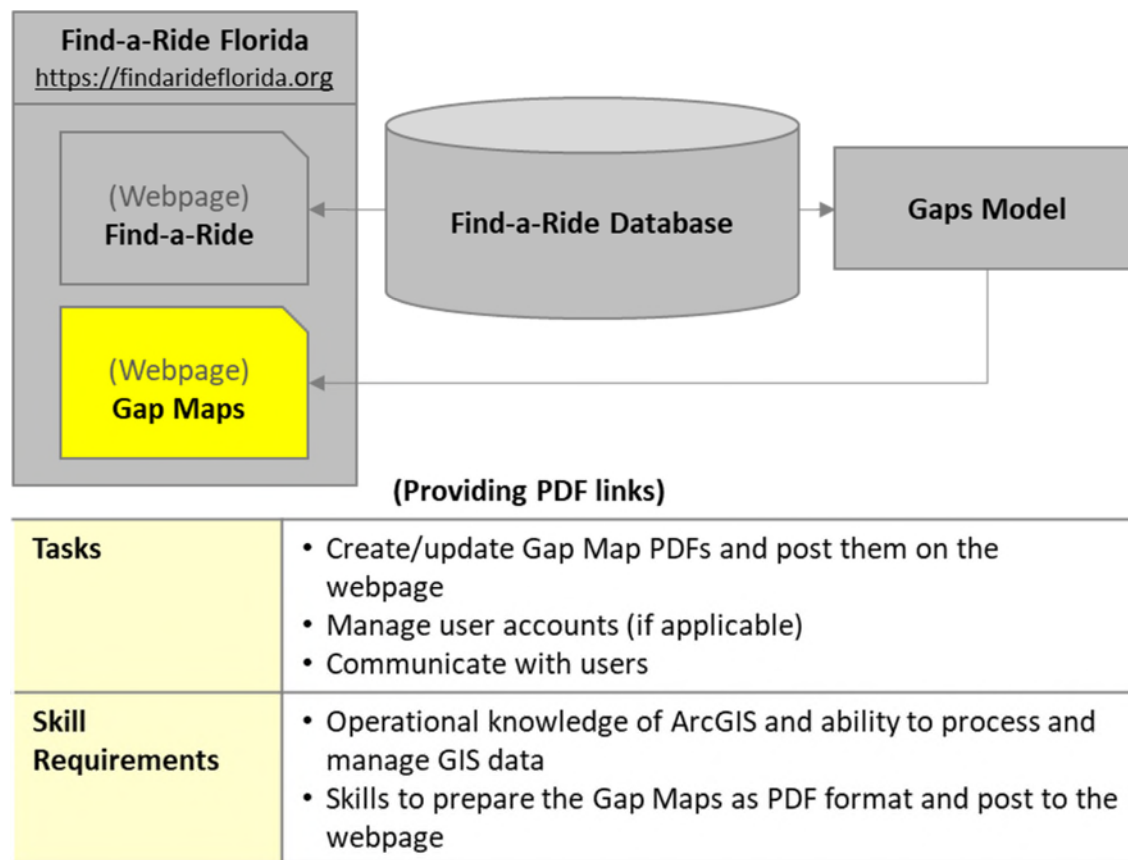 Find-a-Ride Florida
https://findarideflorida.org
(Webpage)
Find-a-Ride
Find-a-Ride Database
Gaps Model
(Webpage)
Gap Maps
(Providing PDF links)
Tasks
• Create/update Gap Map PDFs and post them on the
webpage
• Manage user accounts (if applicable)
• Communicate with users
Skill
Requirements
• Operational knowledge of ArcGIS and ability to process and
manage GIS data
• Skills to prepare the Gap Maps as PDF format and post to the
webpage